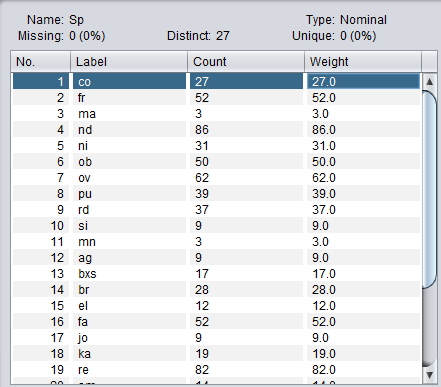 Name: Sp Type: Nominal
Missing: 0 (0%) Distinct: 27 Unique: 0 (0%)
No. Label Count Weight
1 co 27 27.0
2 fr 52 52.0
3 ma 3 3.0
4 nd 86 86.0
5 ni 31 31.0
6 ob 50 50.0
7 ov 62 62.0
8 pu 39 39.0
9 rd 37 37.0
10 si 9 9.0
11 mn 3 3.0
12 ag 9 9.0
13 bxs 17 17.0
14 br 28 28.0
15 el 12 12.0
16 fa 52 52.0
17 jo 9 9.0
18 ka 19 19.0
19 re 82 82.0